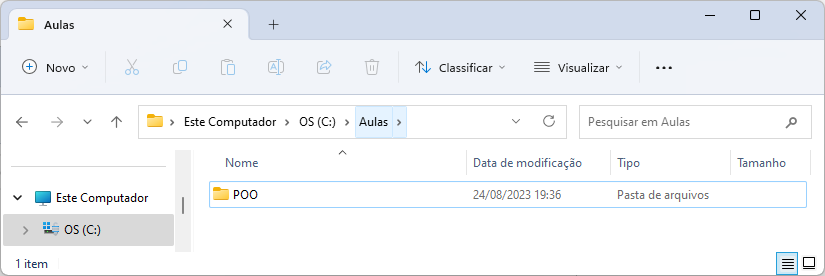 Aulas
Novo Classificar Visualizar
Este Computador OS (C:) Aulas Pesquisar em Aulas
Nome Data de modificação Tipo Tamanho
Este Computador
OS (C:)
POO 24/08/2023 19:36 Pasta de arquivos
1 item